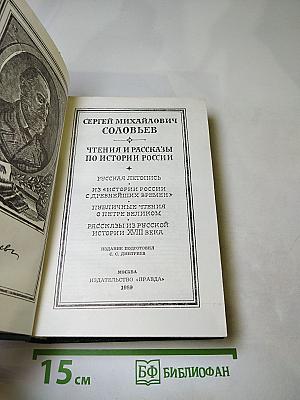 СЕРГЕЙ МИХАЙЛОВИЧ
СОЛОВЬЕВ
ЧТЕНИЯ И РАССКАЗЫ
ПО ИСТОРИИ РОССИИ
РУССКАЯ ЛЕТОПИСЬ
ИЗ «ИСТОРИИ РОССИИ
С ДРЕВНЕЙШИХ ВРЕМЕН»
ПУБЛИЧНЫЕ ЧТЕНИЯ
О ПЕТРЕ ВЕЛИКОМ
РАССКАЗЫ ИЗ РУССКОЙ
ИСТОРИИ XVIII ВЕКА
ИЗДАНИЕ ПОДГОТОВИЛ
С. С. ДМИТРИЕВ
МОСКВА
ИЗДАТЕЛЬСТВО «ПРАВДА»
1989
15 СМ
БФ БИБЛИОФАН